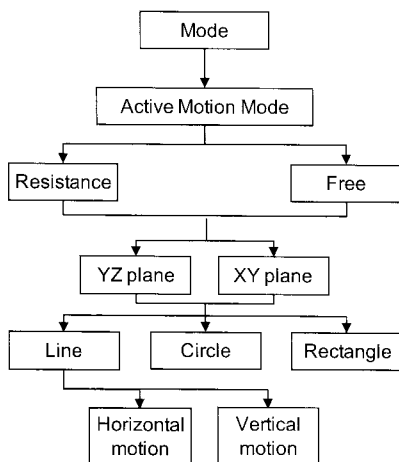 Mode
Active Motion Mode
Resistance
Free
YZ plane
XY plane
Line
Circle
Rectangle
Horizontal
motion
Vertical
motion